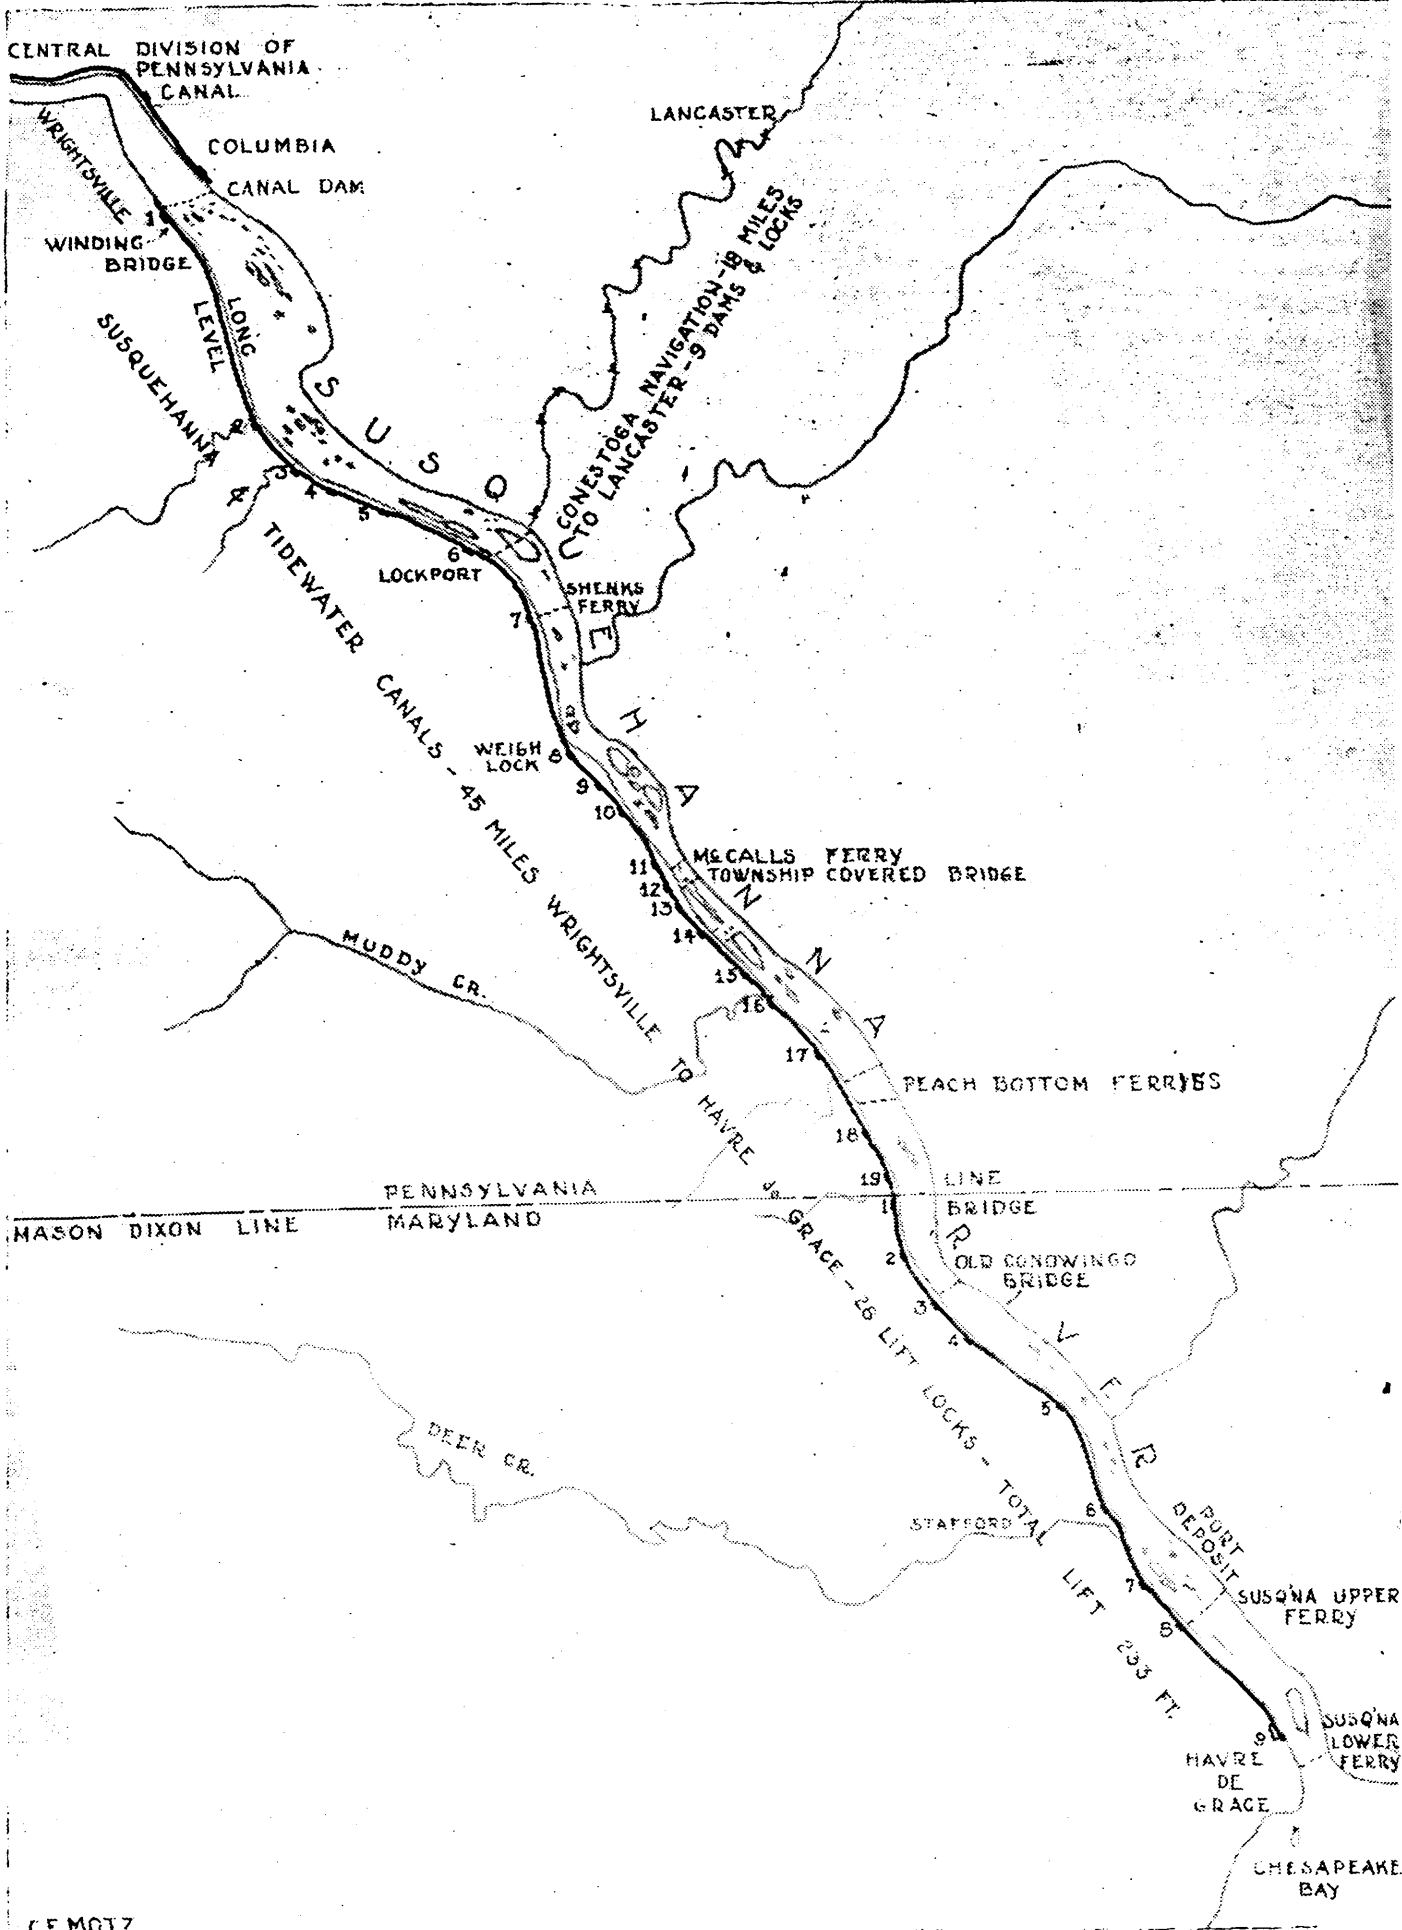 CENTRAL DIVISION OF
PENNSYLVANIA
CANAL
LANCASTER
WRIGHTSVILLE
COLUMBIA
CANAL DAM
1
WINDING
BRIDGE
LONG
LEVEL
CONESTOGA NAVIGATION-18 MILES
TO LANCASTER-9 DAMS & LOCKS
SUSQUEHANNA
& TIDEWATER CANALS - 45 MILES WRIGHTSVILLE TO HAVRE DE GRACE - 28 LIFT LOCKS - TOTAL LIFT 233 FT.
SUSQUEHANNA RIVER
2
3
4
5
6
LOCKPORT
SHENKS
FERRY
7
WEIGH
LOCK
8
9
10
11
McCALLS FERRY
TOWNSHIP COVERED BRIDGE
12
13
14
15
16
MUDDY CR.
17
PEACH BOTTOM FERRIES
18
19
LINE
BRIDGE
PENNSYLVANIA
MASON DIXON LINE MARYLAND
1
2
OLD CONOWINGO
BRIDGE
3
4
5
DEER CR.
6
STAFFORD
PORT
DEPOSIT
7
SUSQ'NA UPPER
FERRY
8
9
SUSQ'NA
LOWER
FERRY
HAVRE
DE
GRACE
CHESAPEAKE
BAY
C F MOTZ